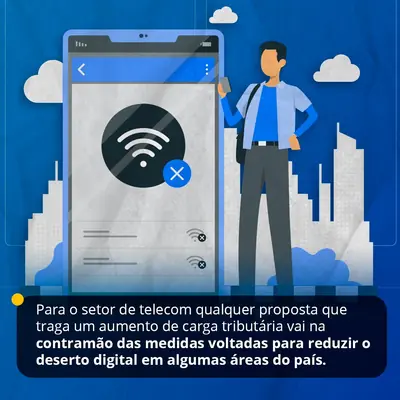 Para o setor de telecom qualquer proposta que
traga um aumento de carga tributária vai na
contramão das medidas voltadas para reduzir o
deserto digital em algumas áreas do país.